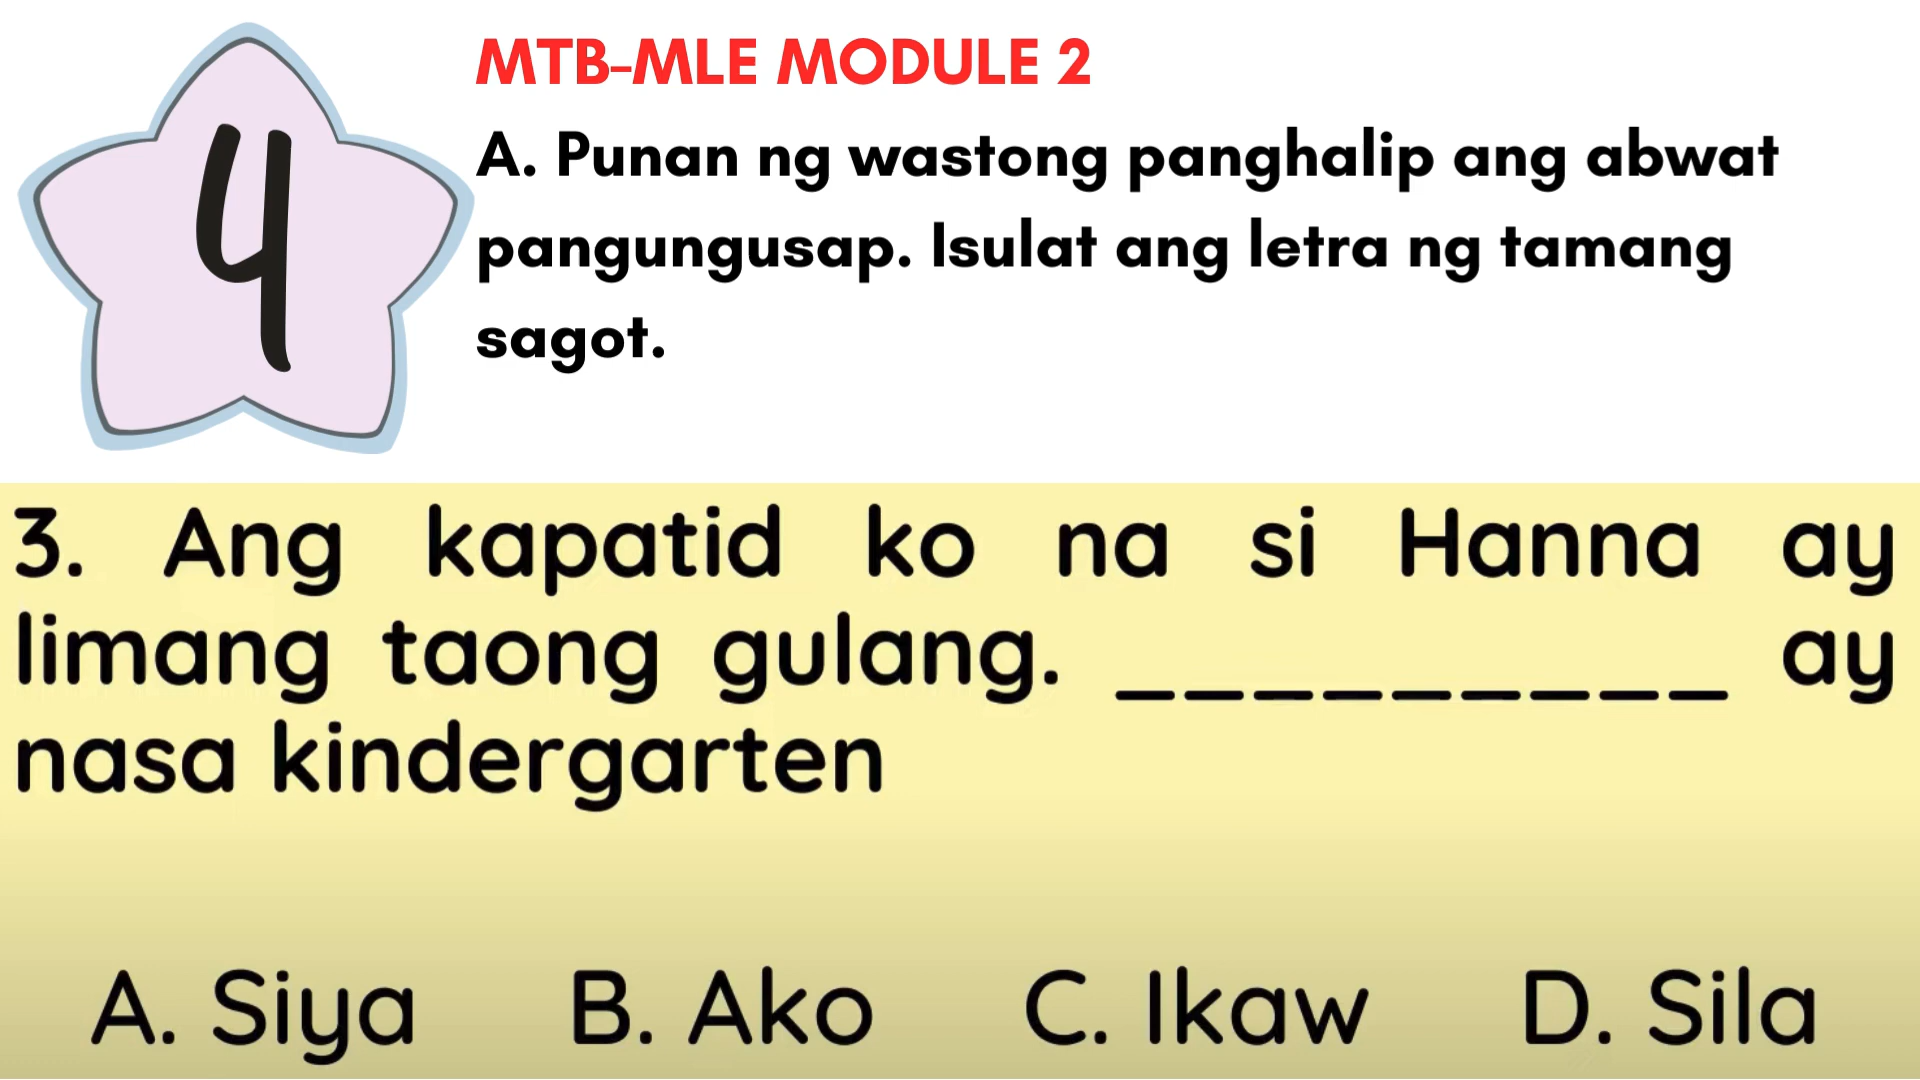 4
MTB-MLE MODULE 2
A. Punan ng wastong panghalip ang abwat
pangungusap. Isulat ang letra ng tamang
sagot.
3. Ang kapatid ko na si Hanna ay
limang taong gulang. _________ ay
nasa kindergarten
A. Siya B. Ako C. Ikaw D. Sila